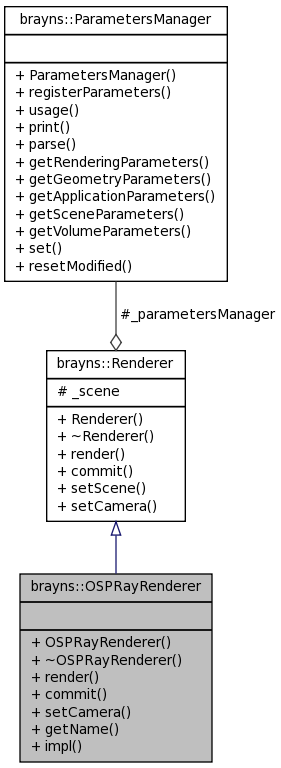 brayns::ParametersManager
+ ParametersManager()
+ registerParameters()
+ usage()
+ print()
+ parse()
+ getRenderingParameters()
+ getGeometryParameters()
+ getApplicationParameters()
+ getSceneParameters()
+ getVolumeParameters()
+ set()
+ resetModified()
#_parametersManager
brayns::Renderer
# _scene
+ Renderer()
+ ~Renderer()
+ render()
+ commit()
+ setScene()
+ setCamera()
brayns::OSPRayRenderer
+ OSPRayRenderer()
+ ~OSPRayRenderer()
+ render()
+ commit()
+ setCamera()
+ getName()
+ impl()